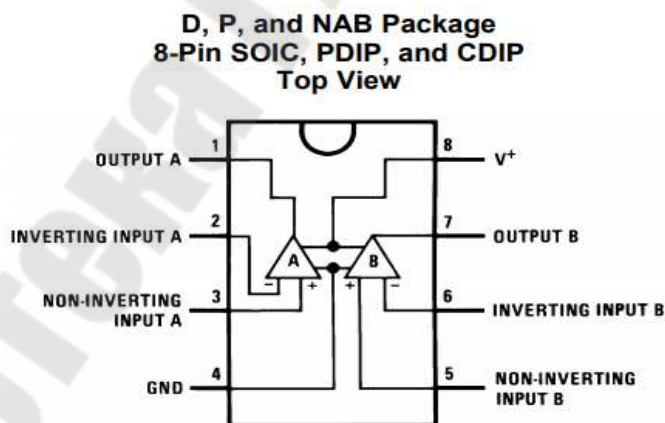 D, P, and NAB Package
8-Pin SOIC, PDIP, and CDIP
Top View
1
OUTPUT A
8
V+
2
INVERTING INPUT A
7
OUTPUT B
A
B
- +
+ -
NON-INVERTING
INPUT A
3
6
INVERTING INPUT B
4
GND
5
NON-INVERTING
INPUT B